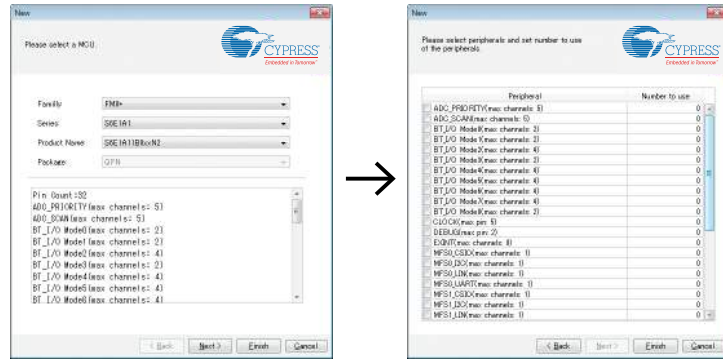 New
Please select a MCU.
CYPRESS
Embedded in Tomorrow
Family FM0+
Series S6E1A1
Product Name S6E1A11B0xxN2
Package QFN
Pin Count:32
ADC_PRIORITY(max channels: 5)
ADC_SCAN(max channels: 5)
BT_I/O Mode0(max channels: 2)
BT_I/O Mode1(max channels: 2)
BT_I/O Mode2(max channels: 4)
BT_I/O Mode3(max channels: 2)
BT_I/O Mode4(max channels: 4)
BT_I/O Mode5(max channels: 4)
BT_I/O Mode6(max channels: 4)
< Back Next > Finish Cancel
New
Please select peripherals and set number to use
of the peripherals.
CYPRESS
Embedded in Tomorrow
Peripheral Number to use
ADC_PRIORITY(max channels: 5) 0
ADC_SCAN(max channels: 5) 0
BT_I/O Mode0(max channels: 2) 0
BT_I/O Mode1(max channels: 2) 0
BT_I/O Mode2(max channels: 4) 0
BT_I/O Mode3(max channels: 2) 0
BT_I/O Mode4(max channels: 4) 0
BT_I/O Mode5(max channels: 4) 0
BT_I/O Mode6(max channels: 4) 0
BT_I/O Mode7(max channels: 4) 0
BT_I/O Mode8(max channels: 2) 0
CLOCK(max pin: 5) 0
DEBUG(max pin: 2) 0
EXINT(max channels: 8) 0
MFS0_CSIO(max channels: 1) 0
MFS0_I2C(max channels: 1) 0
MFS0_LIN(max channels: 1) 0
MFS0_UART(max channels: 1) 0
MFS1_CSIO(max channels: 1) 0
MFS1_I2C(max channels: 1) 0
MFS1_LIN(max channels: 1) 0
< Back Next > Finish Cancel